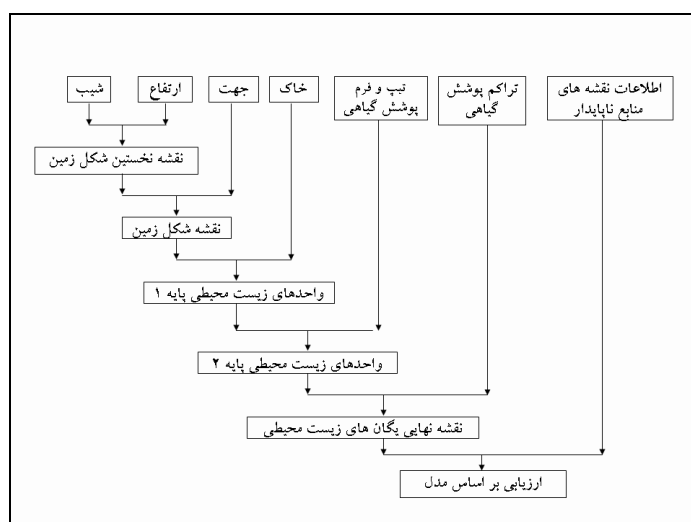 شیب
ارتفاع
جهت
خاک
تیپ و فرم
پوشش گیاهی
تراکم پوشش
گیاهی
اطلاعات نقشه های
منابع ناپایدار
نقشه نخستین شکل زمین
نقشه شکل زمین
واحدهای زیست محیطی پایه ۱
واحدهای زیست محیطی پایه ۲
نقشه نهایی یگان های زیست محیطی
ارزیابی بر اساس مدل